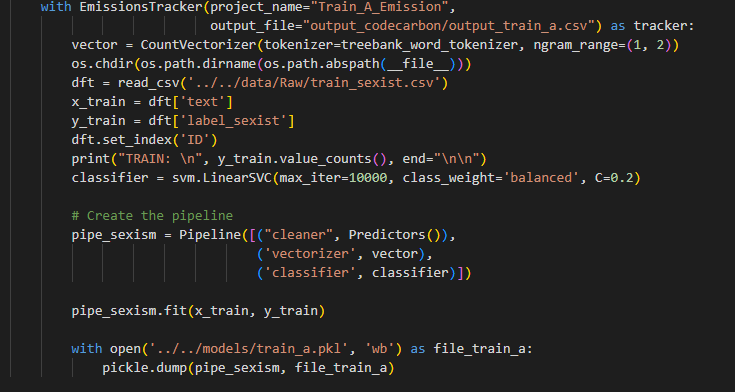 with EmissionsTracker(project_name="Train_A_Emission",
output_file="output_codecarbon/output_train_a.csv") as tracker:
vector = CountVectorizer(tokenizer=treebank_word_tokenizer, ngram_range=(1, 2))
os.chdir(os.path.dirname(os.path.abspath(__file__)))
dft = read_csv('../../data/Raw/train_sexist.csv')
x_train = dft['text']
y_train = dft['label_sexist']
dft.set_index('ID')
print("TRAIN: \n", y_train.value_counts(), end="\n\n")
classifier = svm.LinearSVC(max_iter=10000, class_weight='balanced', C=0.2)
# Create the pipeline
pipe_sexism = Pipeline([("cleaner", Predictors()),
('vectorizer', vector),
('classifier', classifier)])
pipe_sexism.fit(x_train, y_train)
with open('../../models/train_a.pkl', 'wb') as file_train_a:
pickle.dump(pipe_sexism, file_train_a)